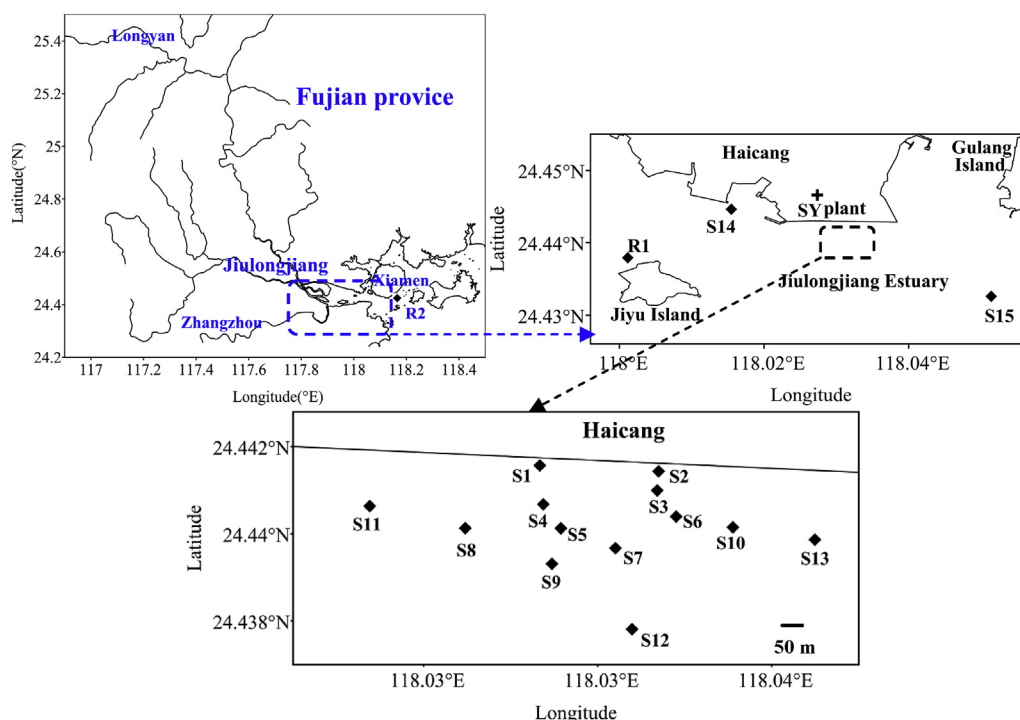 25.4
25.2
25
24.8
24.6
24.4
24.2
Latitude(°N)
Longyan
Fujian provice
Jiulongjiang
Xiamen
R2
Zhangzhou
117
117.2
117.4
117.6
117.8
118
118.2
118.4
Longitude(°E)
Latitude
24.45°N
24.44°N
24.43°N
Haicang
Gulang
Island
SY plant
S14
R1
Jiulongjiang Estuary
Jiyu Island
S15
118°E
118.02°E
118.04°E
Longitude
Haicang
24.442°N
24.44°N
24.438°N
Latitude
S1
S2
S3
S4
S5
S6
S11
S8
S7
S10
S13
S9
S12
50 m
118.03°E
118.03°E
118.04°E
Longitude